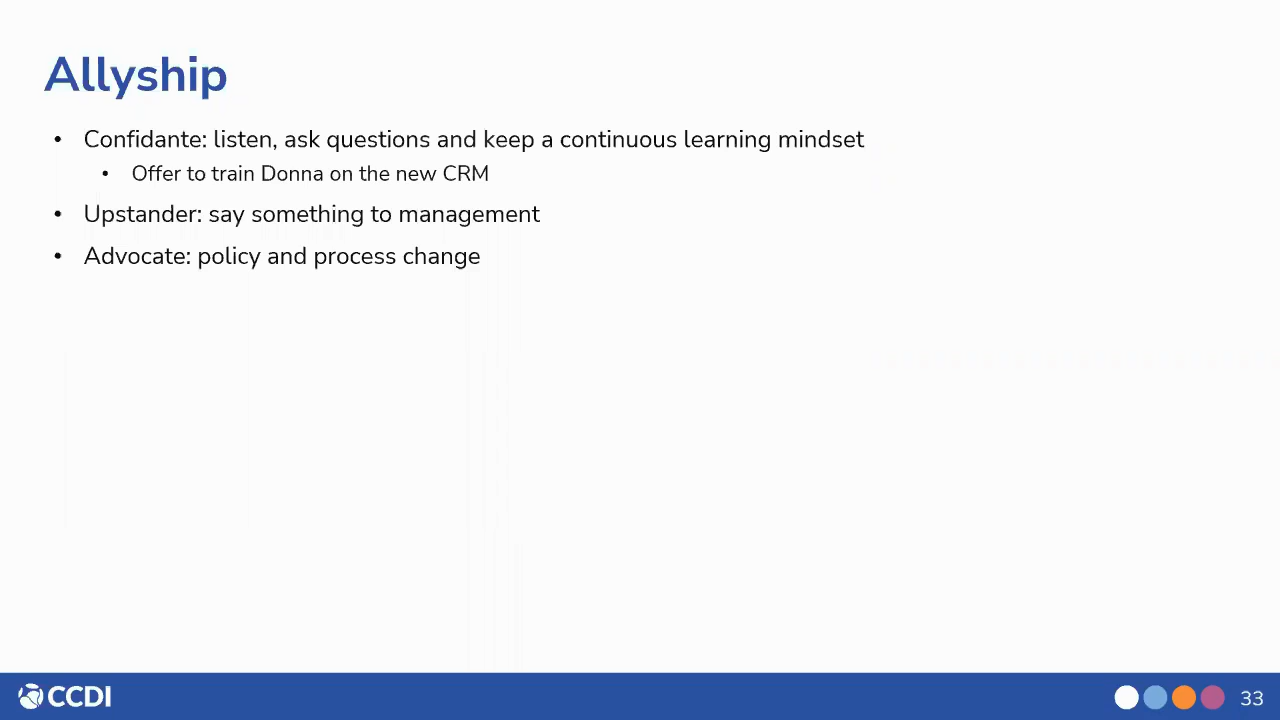 Allyship
• Confidante: listen, ask questions and keep a continuous learning mindset
• Offer to train Donna on the new CRM
• Upstander: say something to management
• Advocate: policy and process change
CCDI
33